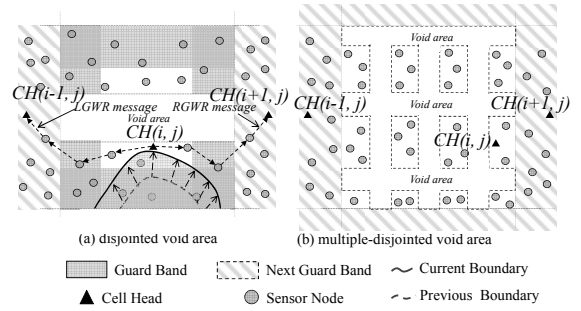 Void area
CH(i-1, j)
CH(i+1, j)
LGWR message
RGWR message
Void area
CH(i, j)
CH(i-1, j)
Void area
CH(i+1, j)
CH(i, j)
Void area
(a) disjointed void area
(b) multiple-disjointed void area
Guard Band
Next Guard Band
Current Boundary
Cell Head
Sensor Node
Previous Boundary